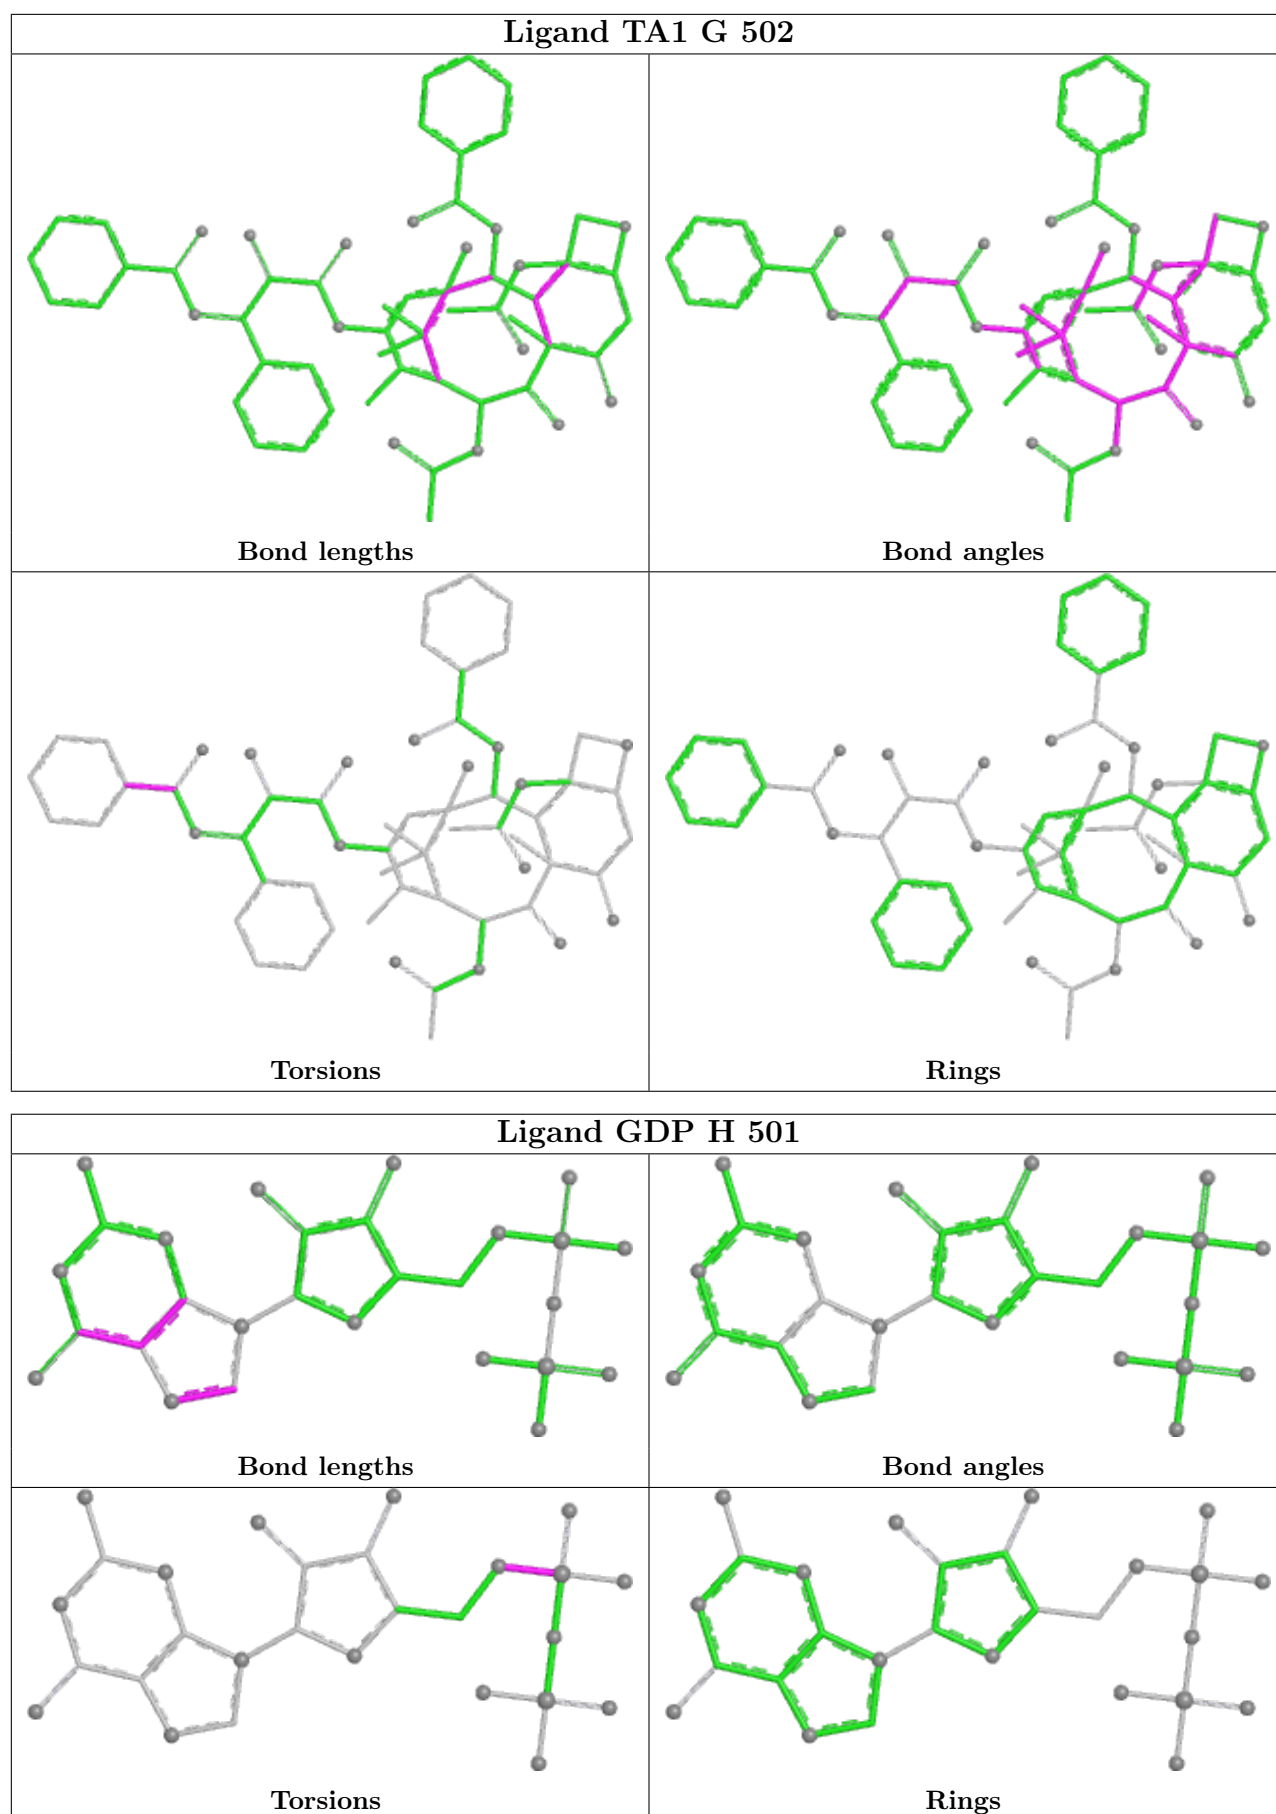 Ligand TA1 G 502
Bond lengths
Bond angles
Torsions
Rings
Ligand GDP H 501
Bond lengths
Bond angles
Torsions
Rings